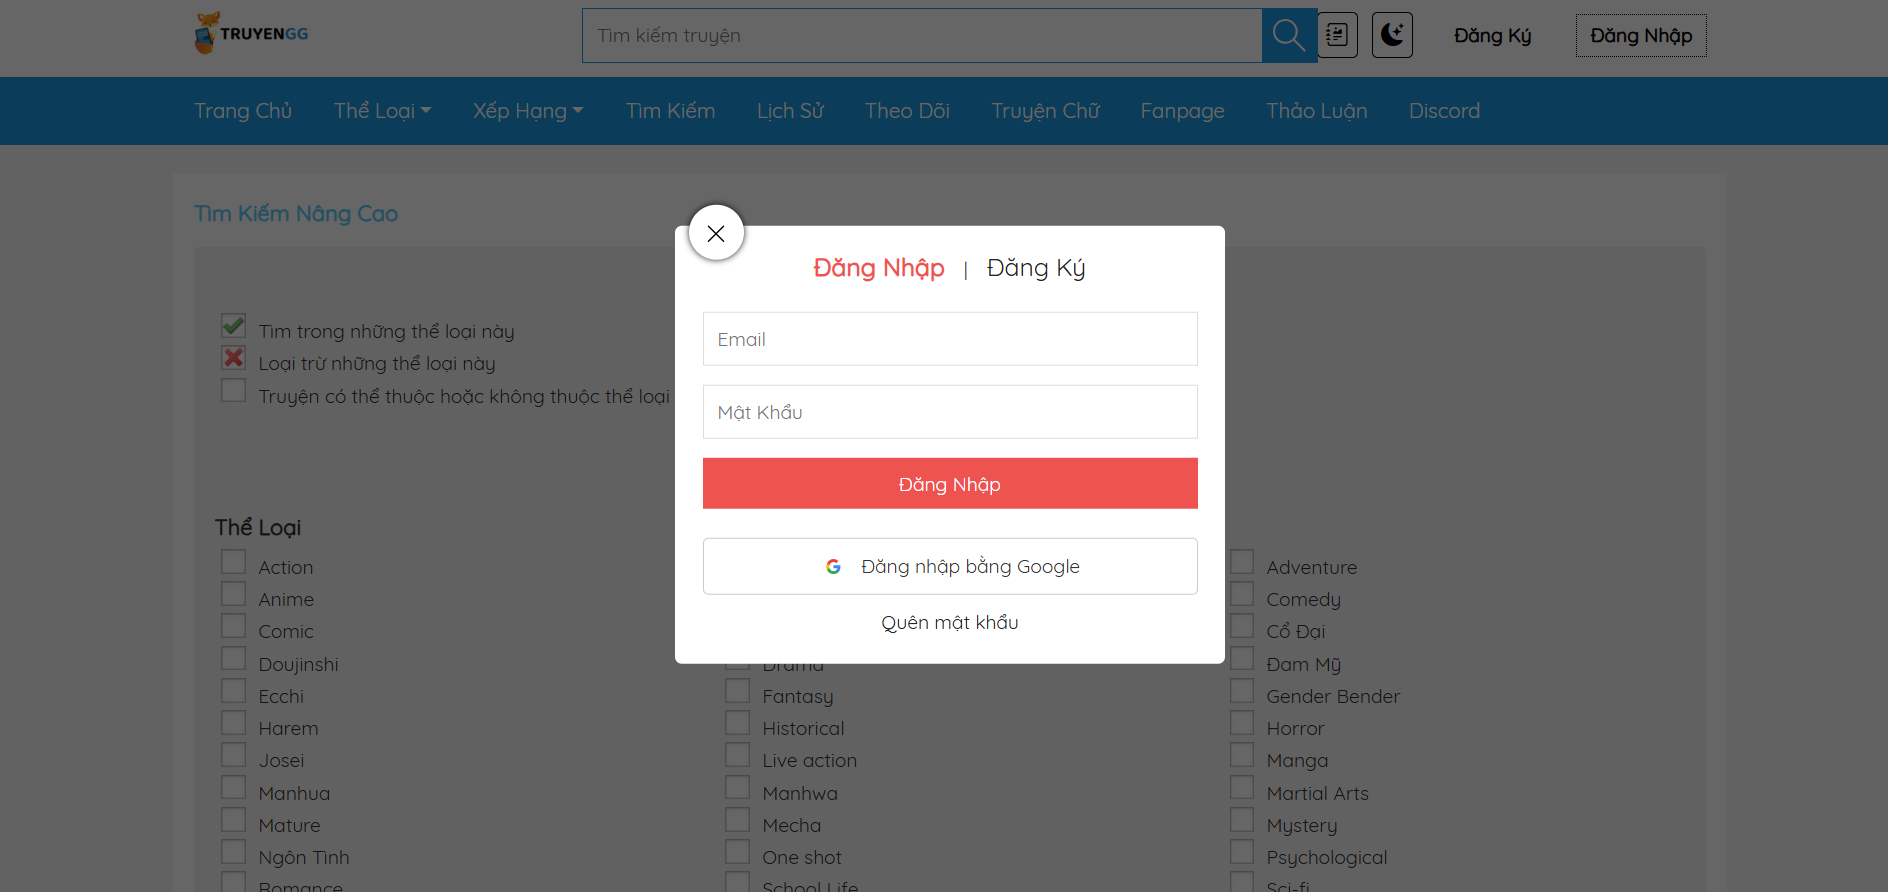 TRUYENGG
Tìm kiếm truyện
Đăng Ký
Đăng Nhập
Trang Chủ Thể Loại Xếp Hạng Tìm Kiếm Lịch Sử Theo Dõi Truyện Chữ Fanpage Thảo Luận Discord
Tìm Kiếm Nâng Cao
Đăng Nhập | Đăng Ký
Email
Mật Khẩu
Đăng Nhập
Đăng nhập bằng Google
Quên mật khẩu
Tìm trong những thể loại này
Loại trừ những thể loại này
Truyện có thể thuộc hoặc không thuộc thể loại
Thể Loại
Action Adventure
Anime Comedy
Comic Cổ Đại
Doujinshi Drama Đam Mỹ
Ecchi Fantasy Gender Bender
Harem Historical Horror
Josei Live action Manga
Manhua Manhwa Martial Arts
Mature Mecha Mystery
Ngôn Tình One shot Psychological
Romance School Life Sci-fi